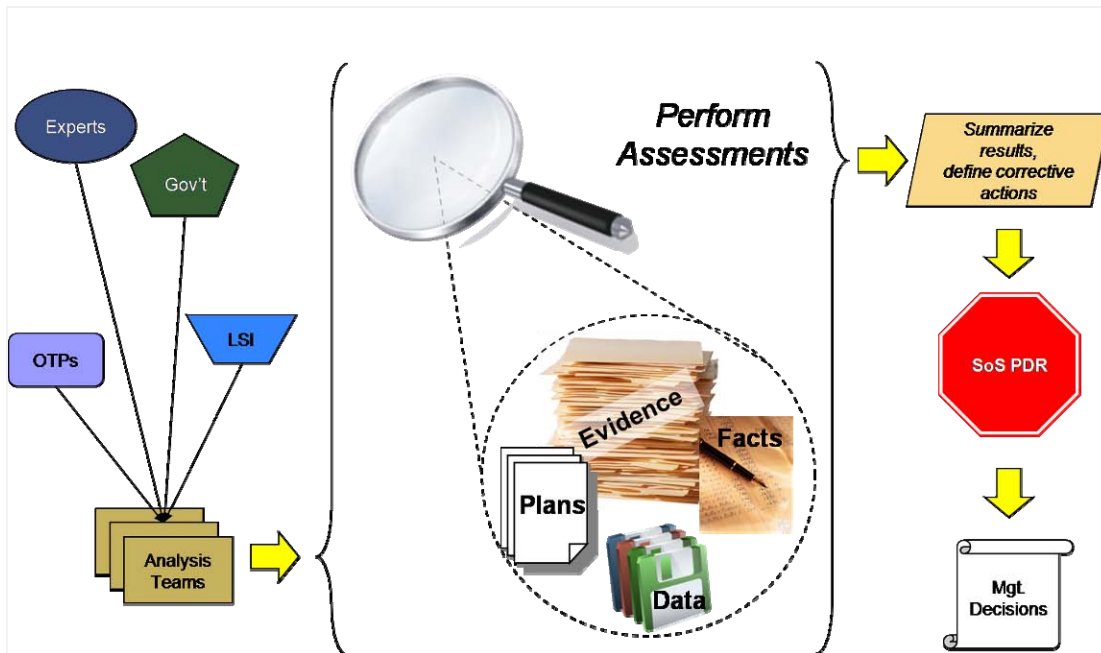 Experts
Gov't
OTPs
LSI
Analysis
Teams
Perform
Assessments
Evidence
Facts
Plans
Data
Summarize
results,
define corrective
actions
SoS PDR
Mgt.
Decisions